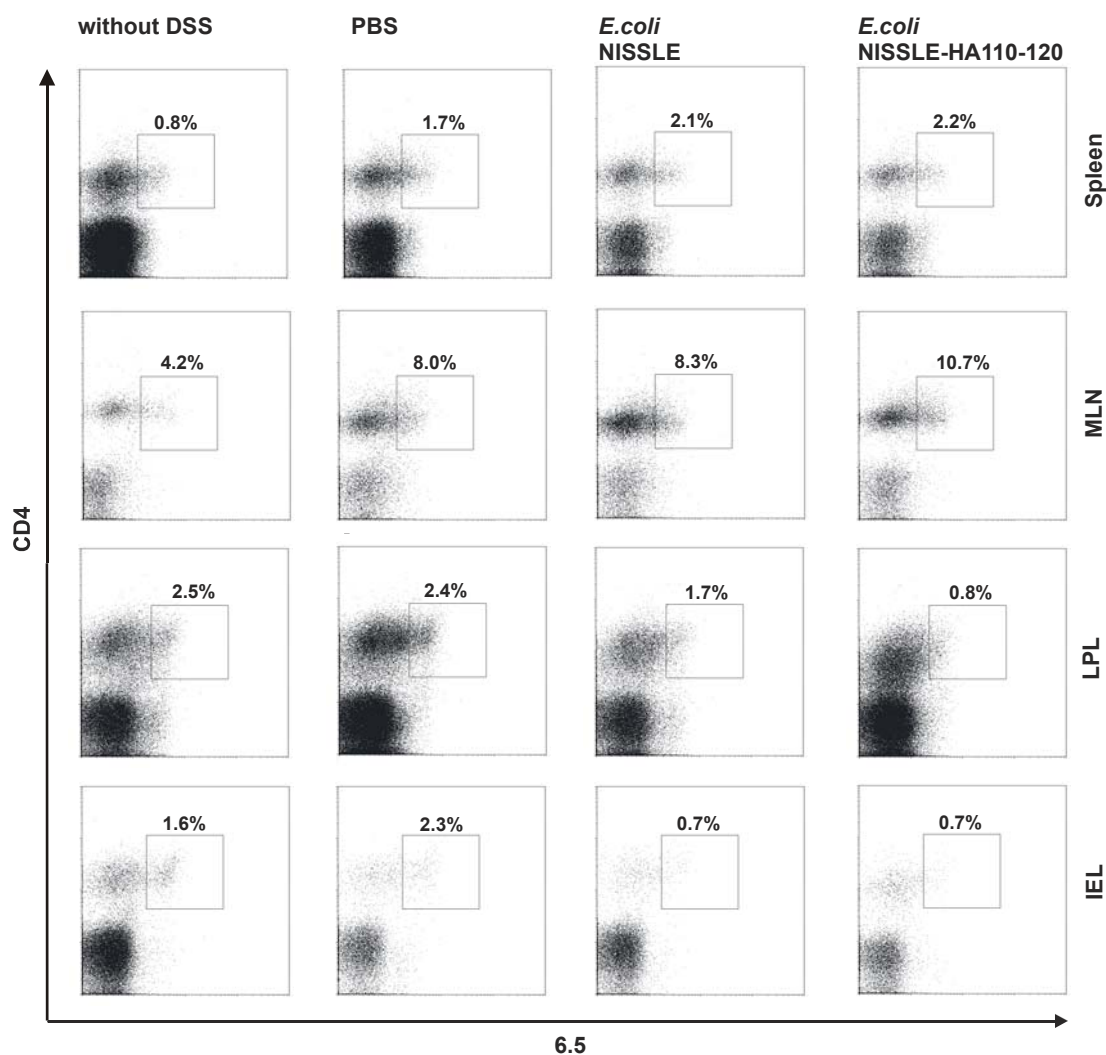 without DSS
PBS
E.coli
NISSLE
E.coli
NISSLE-HA110-120
0.8%
1.7%
2.1%
2.2%
Spleen
4.2%
8.0%
8.3%
10.7%
MLN
CD4
2.5%
2.4%
1.7%
0.8%
LPL
1.6%
2.3%
0.7%
0.7%
IEL
6.5